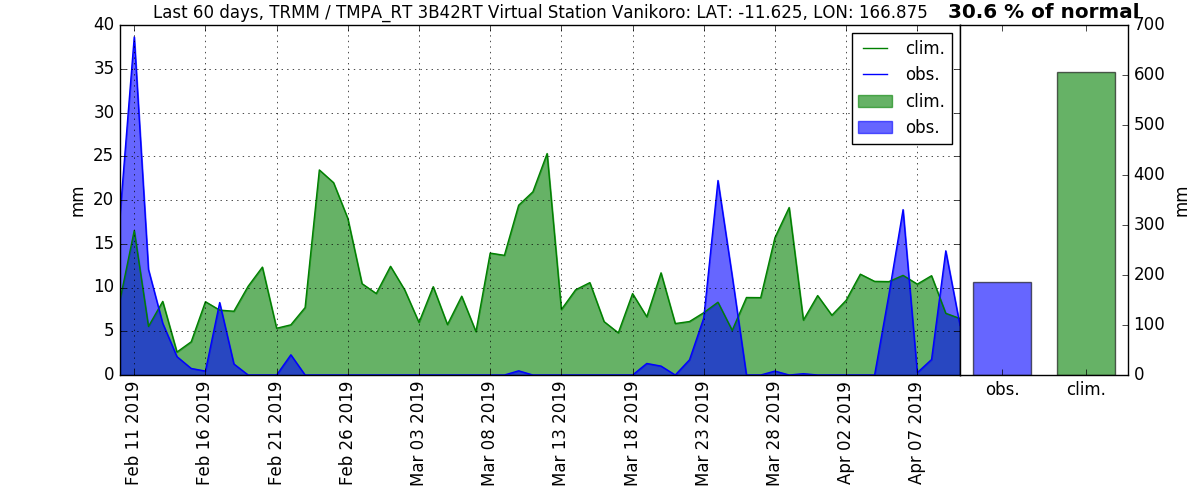 Last 60 days, TRMM / TMPA_RT 3B42RT Virtual Station Vanikoro: LAT: -11.625, LON: 166.875
30.6 % of normal
40
35
30
25
20
15
10
5
0
mm
clim.
obs.
clim.
obs.
700
600
500
400
300
200
100
0
mm
Feb 11 2019
Feb 16 2019
Feb 21 2019
Feb 26 2019
Mar 03 2019
Mar 08 2019
Mar 13 2019
Mar 18 2019
Mar 23 2019
Mar 28 2019
Apr 02 2019
Apr 07 2019
obs.
clim.